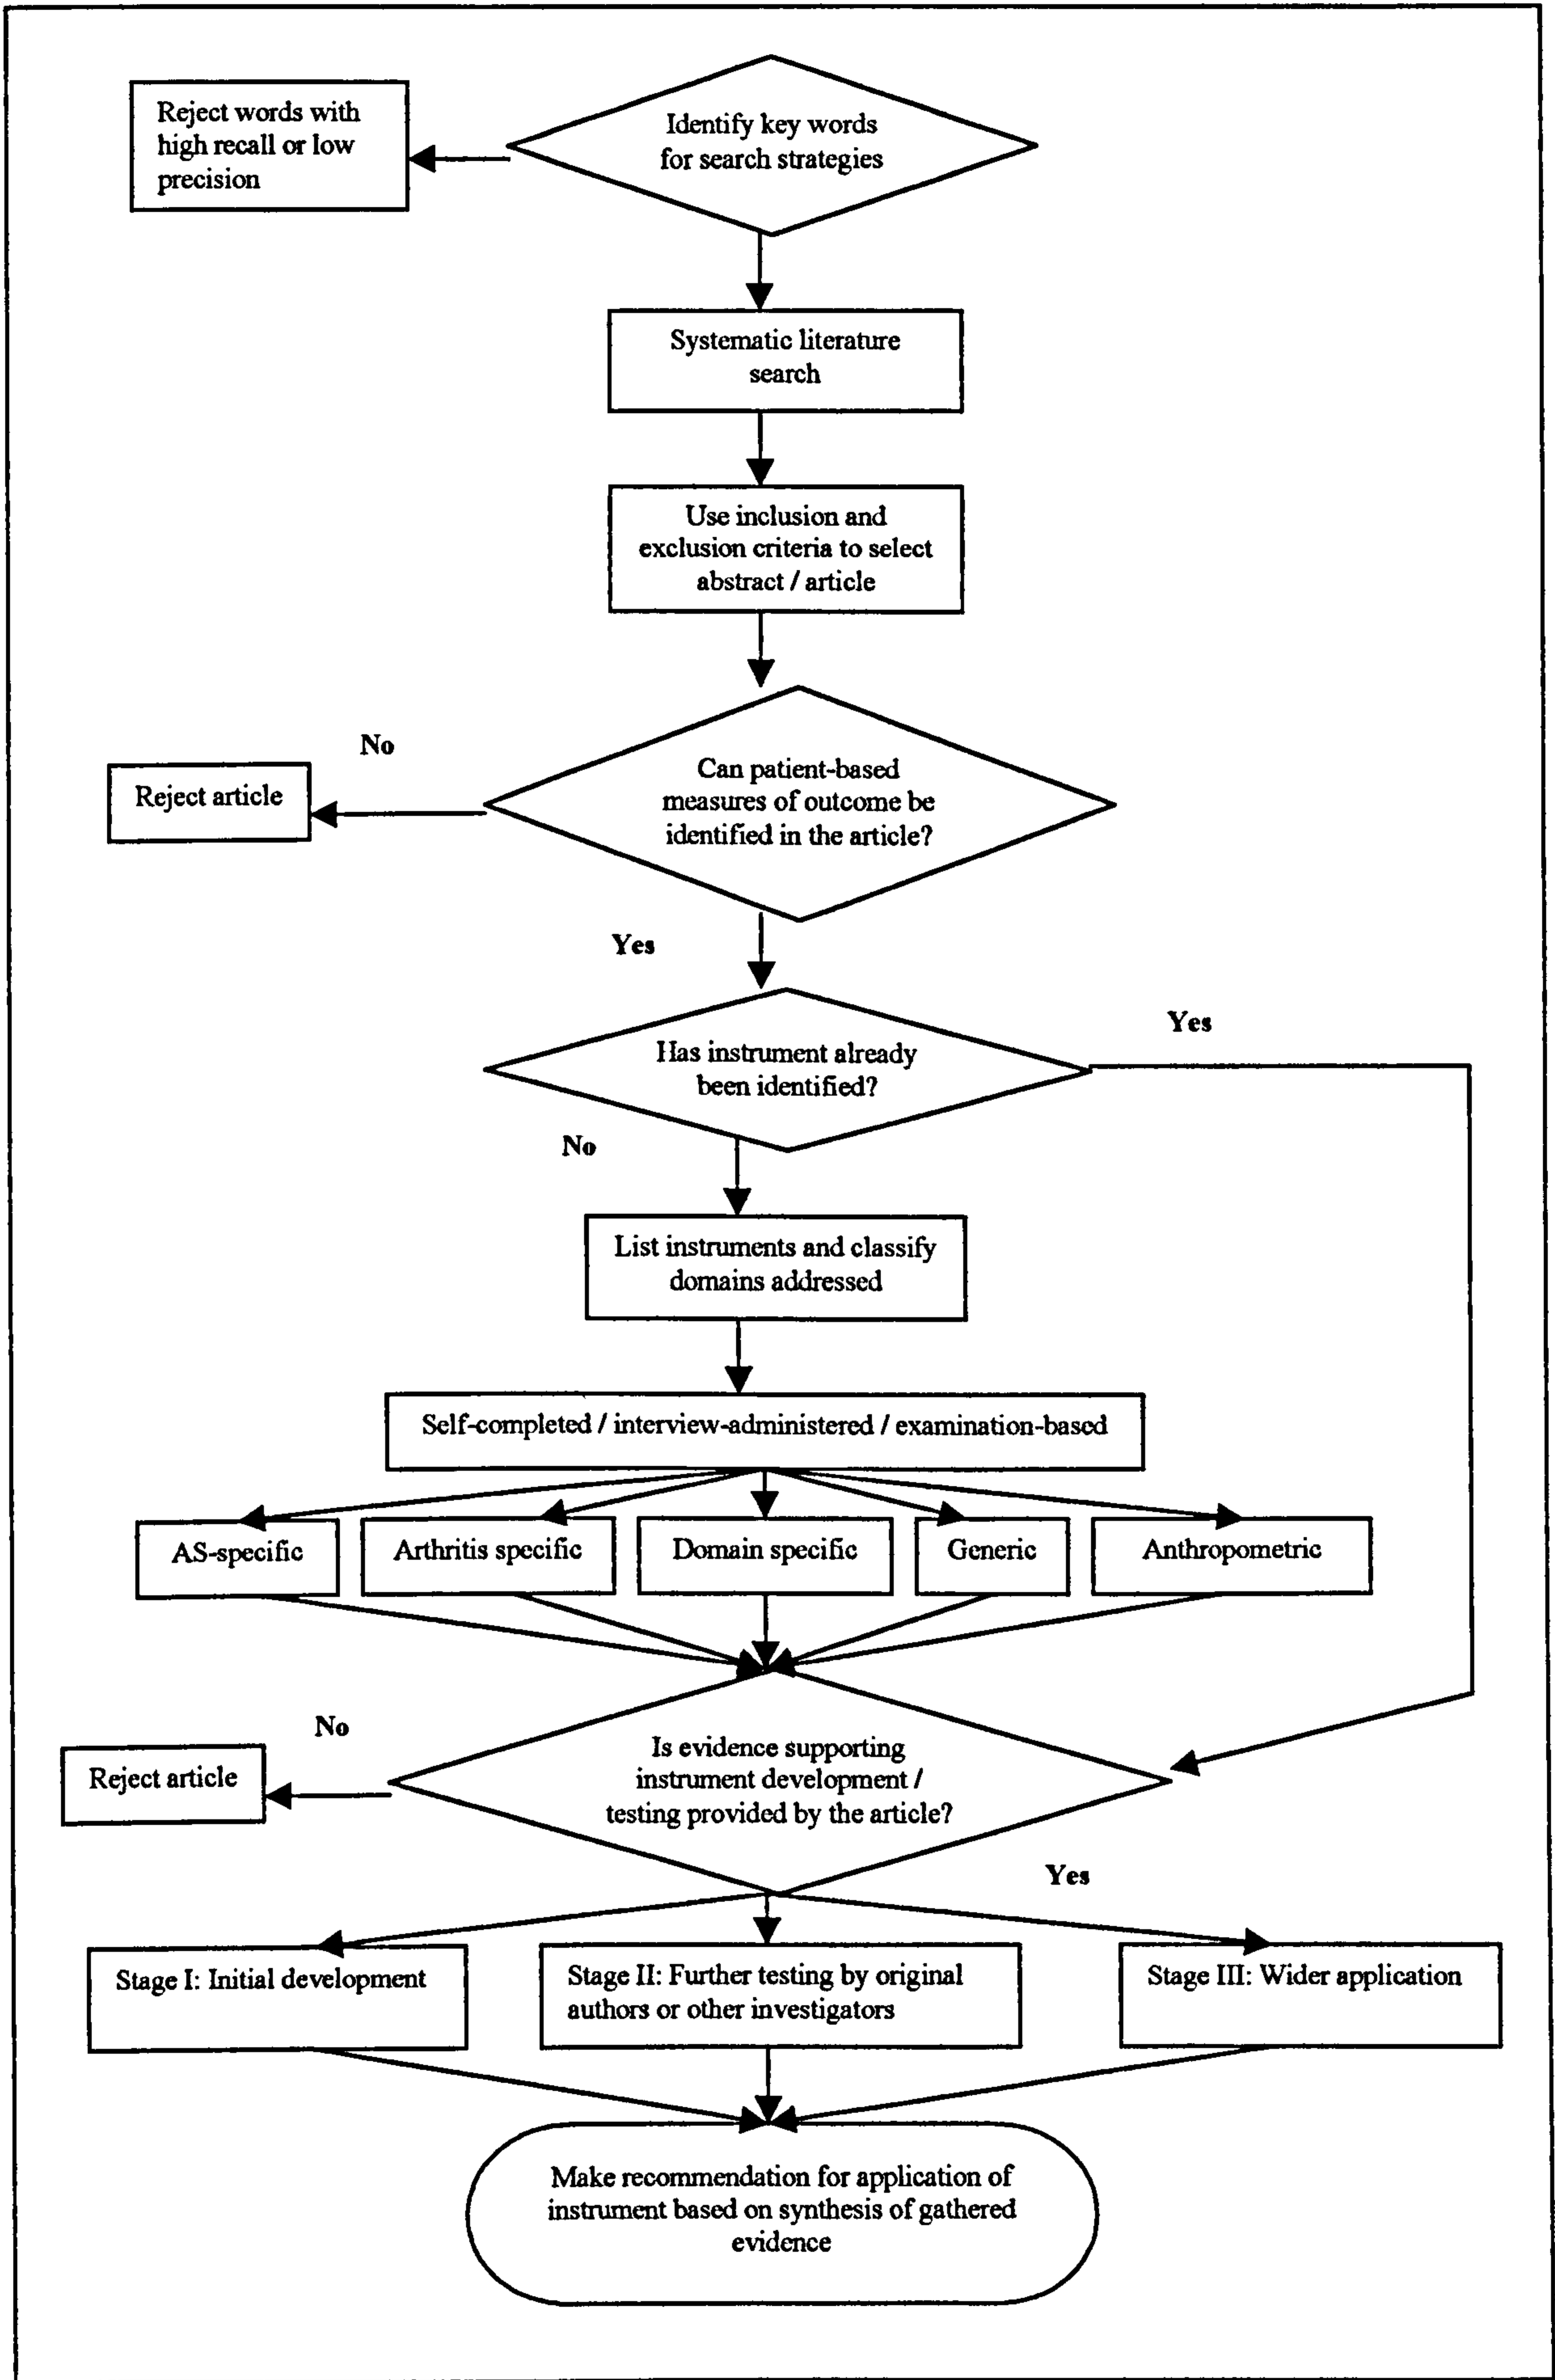 Reject words with
high recall or low
precision
Identify key words
for search strategies
Systematic literature
search
Use inclusion and
exclusion criteria to select
abstract / article
No
Reject article
Can patient-based
measures of outcome be
identified in the article?
Yes
Has instrument already
been identified?
Yes
No
List instruments and classify
domains addressed
Self-completed / interview-administered / examination-based
AS-specific
Arthritis specific
Domain specific
Generic
Anthropometric
No
Reject article
Is evidence supporting
instrument development /
testing provided by the article?
Yes
Stage I: Initial development
Stage II: Further testing by original
authors or other investigators
Stage III: Wider application
Make recommendation for application of
instrument based on synthesis of gathered
evidence